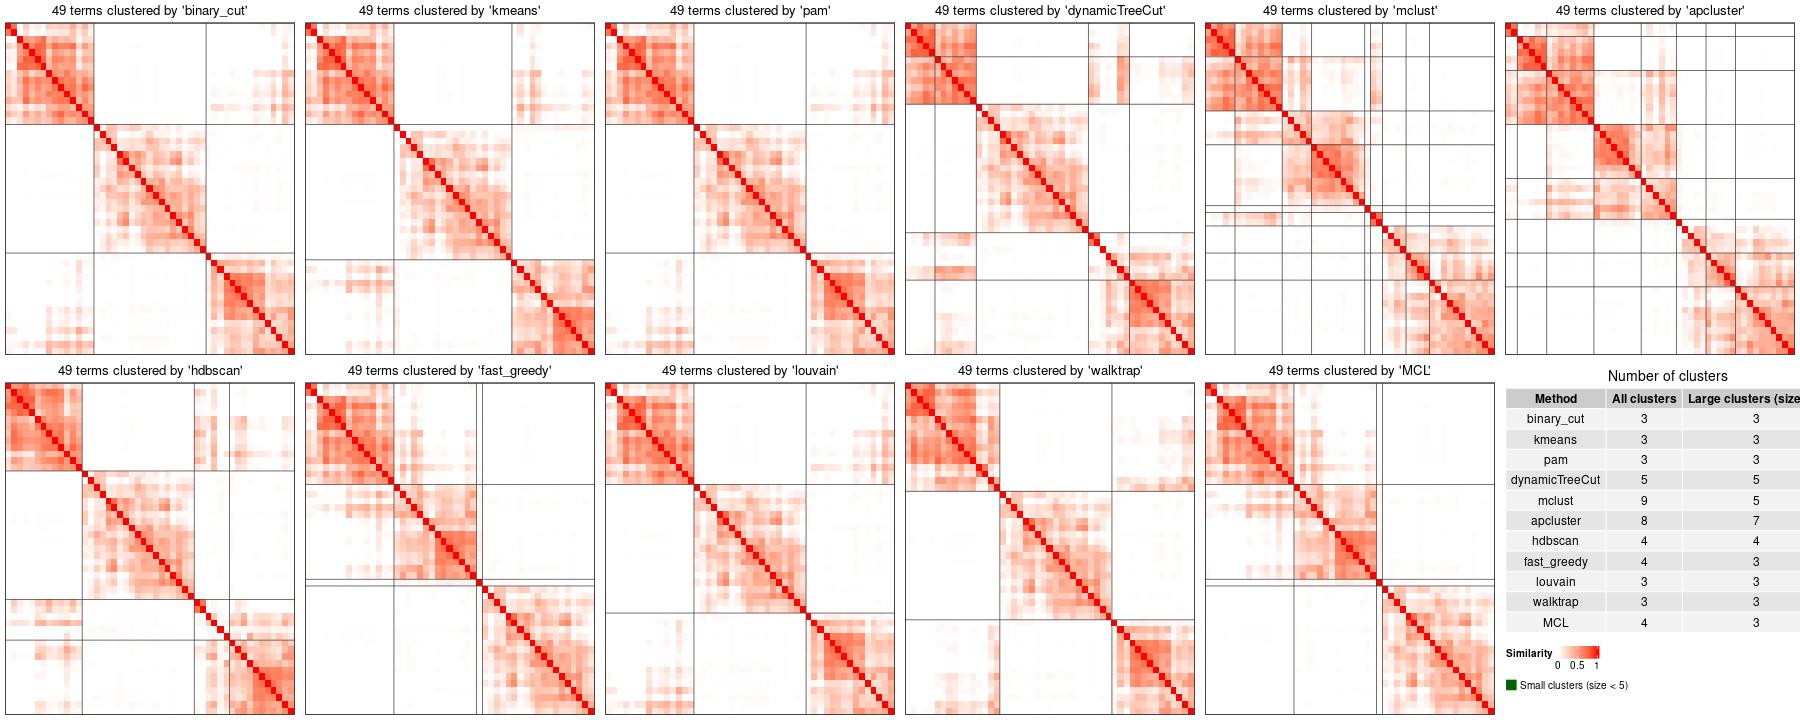 49 terms clustered by 'binary_cut'
49 terms clustered by 'kmeans'
49 terms clustered by 'pam'
49 terms clustered by 'dynamicTreeCut'
49 terms clustered by 'mclust'
49 terms clustered by 'apcluster'
49 terms clustered by 'hdbscan'
49 terms clustered by 'fast_greedy'
49 terms clustered by 'louvain'
49 terms clustered by 'walktrap'
49 terms clustered by 'MCL'
Number of clusters
Method All clusters Large clusters (size
binary_cut 3 3
kmeans 3 3
pam 3 3
dynamicTreeCut 5 5
mclust 9 5
apcluster 8 7
hdbscan 4 4
fast_greedy 4 3
louvain 3 3
walktrap 3 3
MCL 4 3
Similarity
0 0.5 1
Small clusters (size < 5)